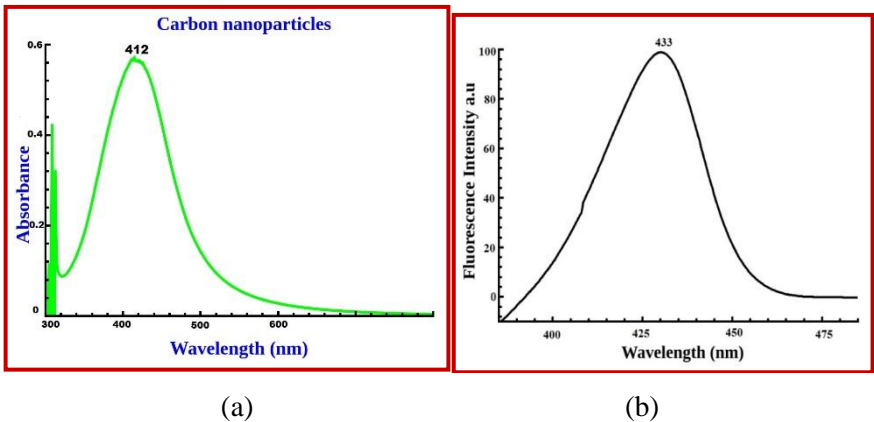 Carbon nanoparticles
412
0.6
0.4
0.2
0
Absorbance
300 400 500 600
Wavelength (nm)
(a)
433
100
80
60
40
20
0
Fluorescence Intensity a.u
400 425 450 475
Wavelength (nm)
(b)